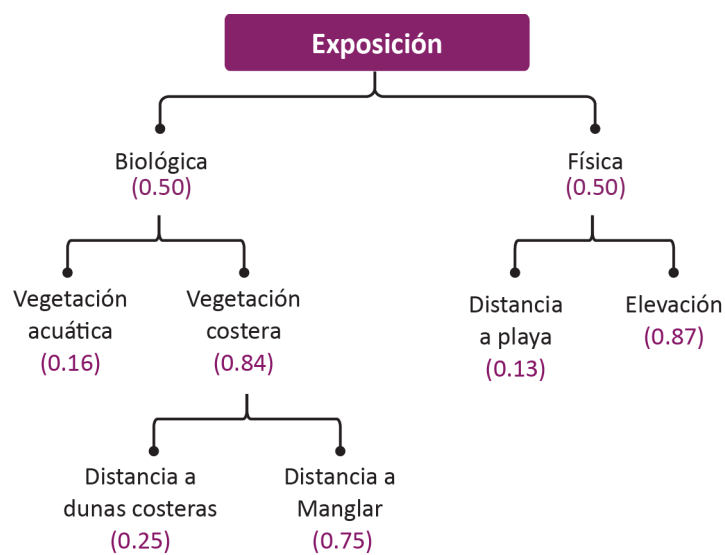 Exposición
Biológica
(0.50)
Física
(0.50)
Vegetación
acuática
(0.16)
Vegetación
costera
(0.84)
Distancia
a playa
(0.13)
Elevación
(0.87)
Distancia a
dunas costeras
(0.25)
Distancia a
Manglar
(0.75)